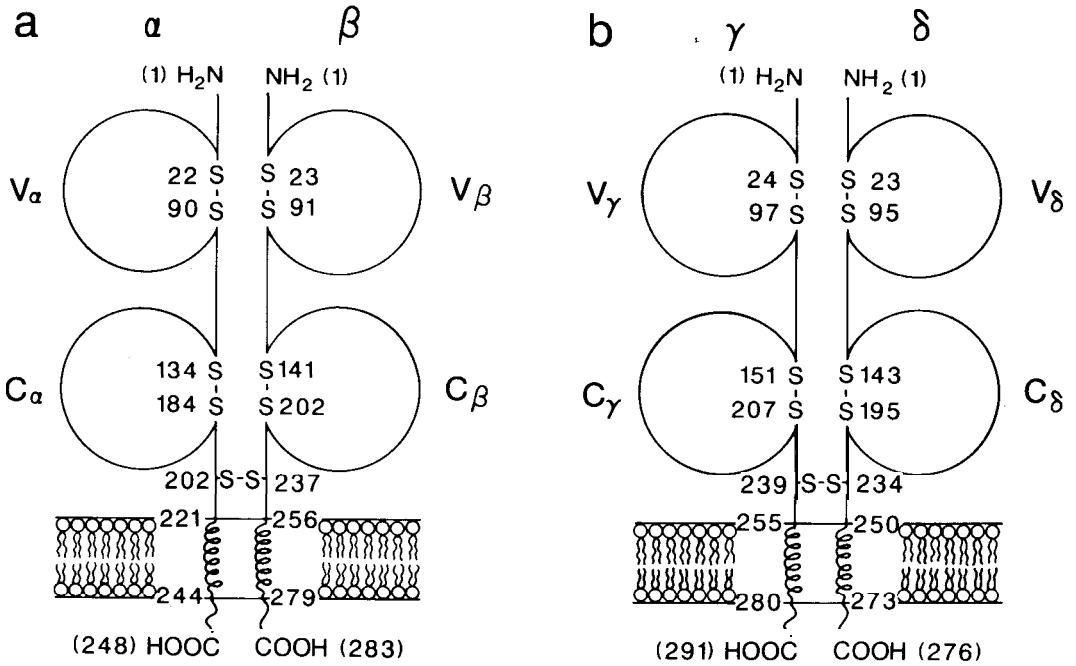 a α β b γ δ
(1) H₂N NH₂ (1) (1) H₂N NH₂ (1)
22 S S 23 24 S S 23
Vα Vβ Vγ Vδ
90 S S 91 97 S S 95
134 S S 141 151 S S 143
Cα Cβ Cγ Cδ
184 S S 202 207 S S 195
202 S-S 237 239 S-S 234
221 256 255 250
244 279 280 273
(248) HOOC COOH (283) (291) HOOC COOH (276)